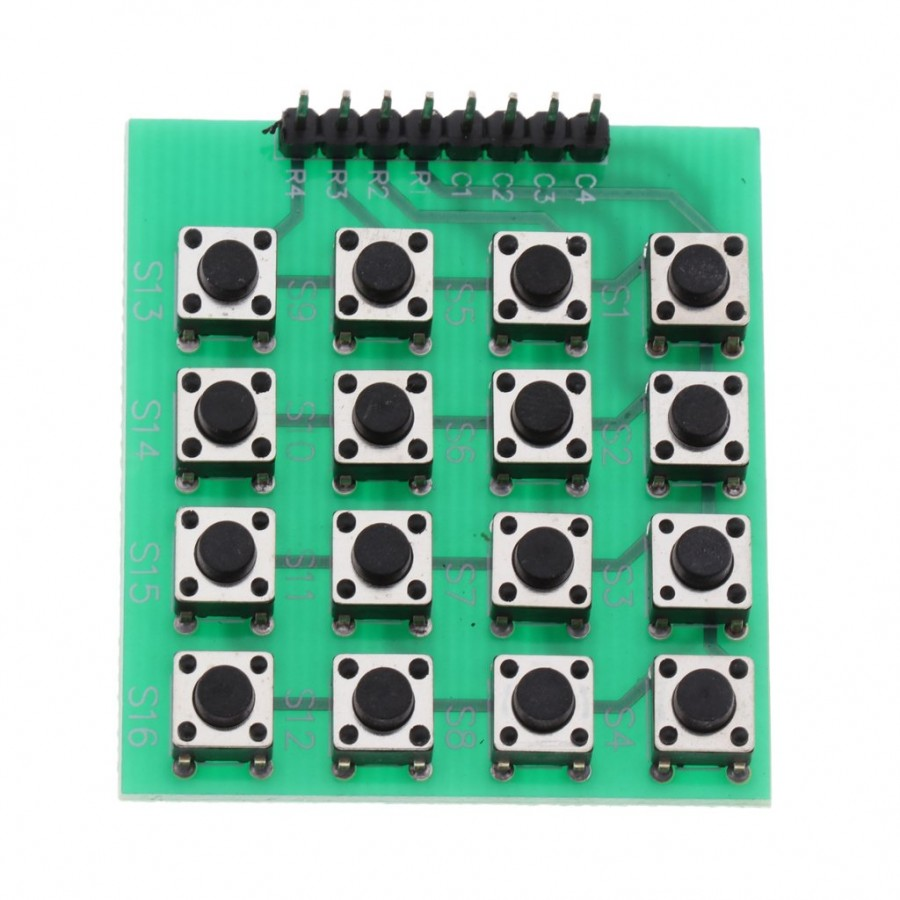 R4 R3 R2 R1 C1 C2 C3 C4
S13 S9 S5 S1
S14 S10 S6 S2
S15 S11 S7 S3
S16 S12 S8 S4